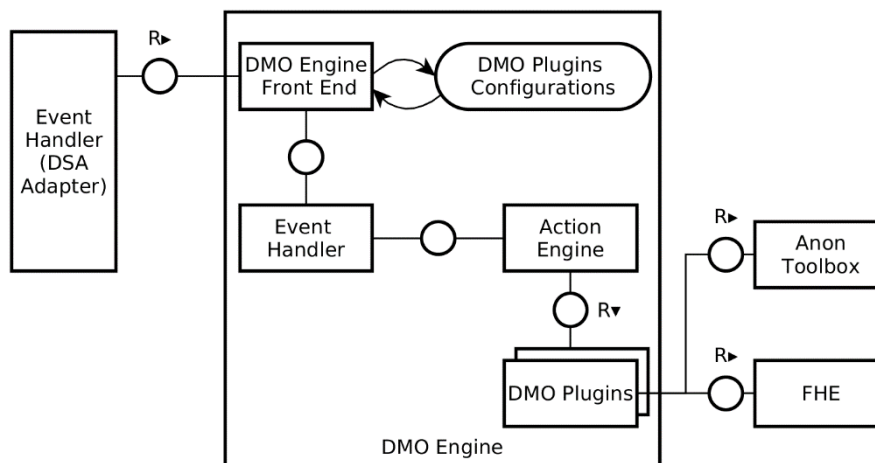 R▸
DMO Engine
Front End
DMO Plugins
Configurations
Event
Handler
(DSA
Adapter)
Event
Handler
Action
Engine
R▸
Anon
Toolbox
R▾
R▸
DMO Plugins
FHE
DMO Engine